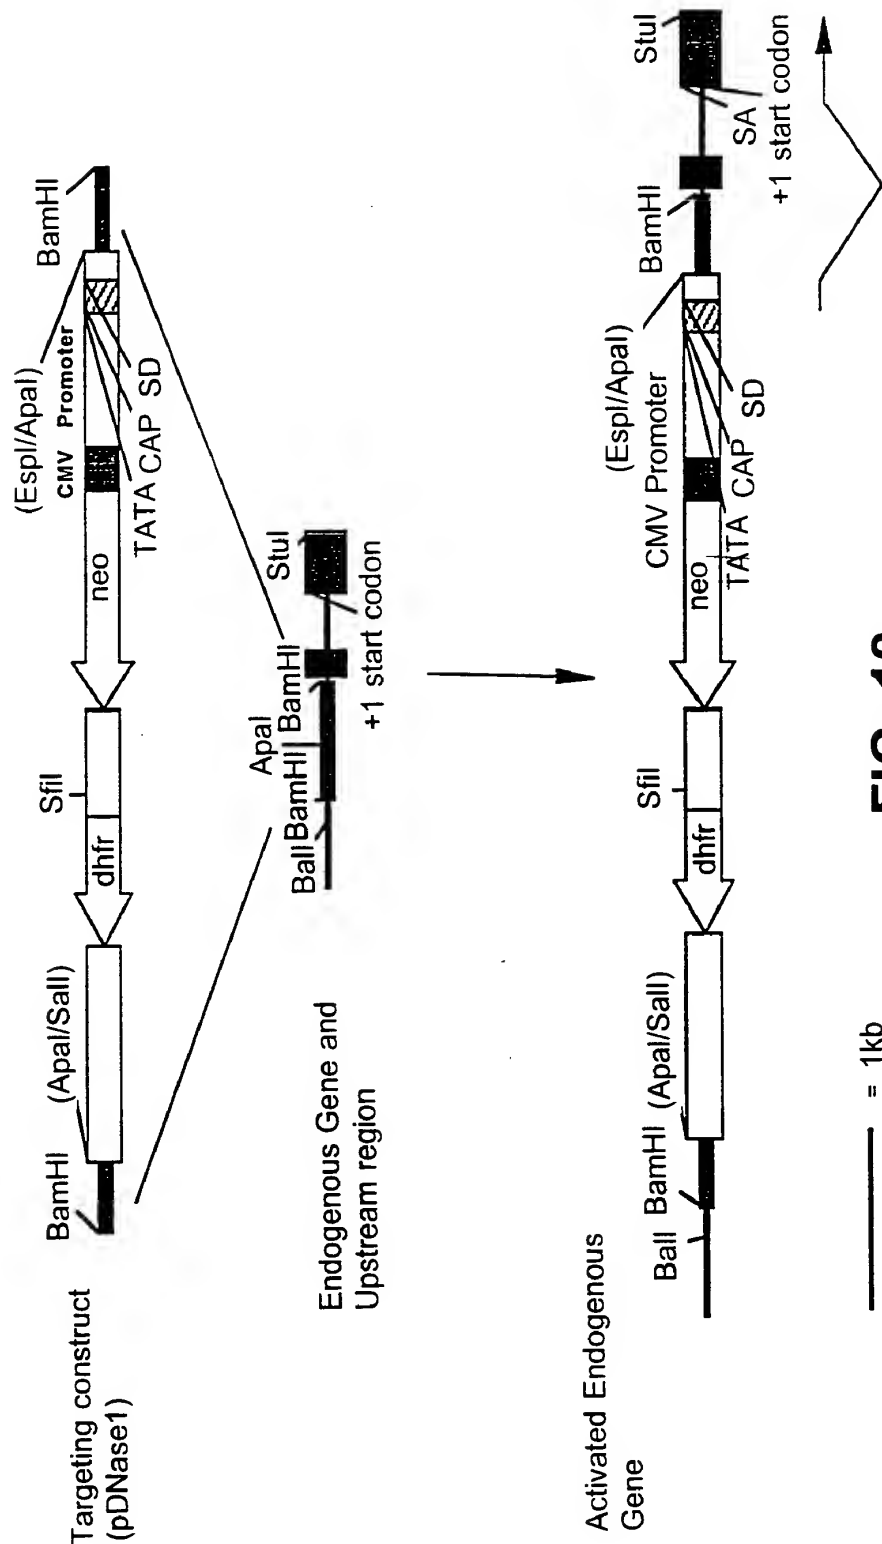 Targeting construct
(pDNase1)
BamHI
(ApaI/SalI)
dhfr
SfiI
neo
(EspI/ApaI)
CMV Promoter
TATA
CAP
SD
BamHI
Endogenous Gene and
Upstream region
BalI
BamHI
ApaI
BamHI
StuI
+1 start codon
Activated Endogenous
Gene
BalI
BamHI
(ApaI/SalI)
dhfr
SfiI
neo
(EspI/ApaI)
CMV Promoter
TATA
CAP
SD
BamHI
StuI
SA
+1 start codon
= 1kb